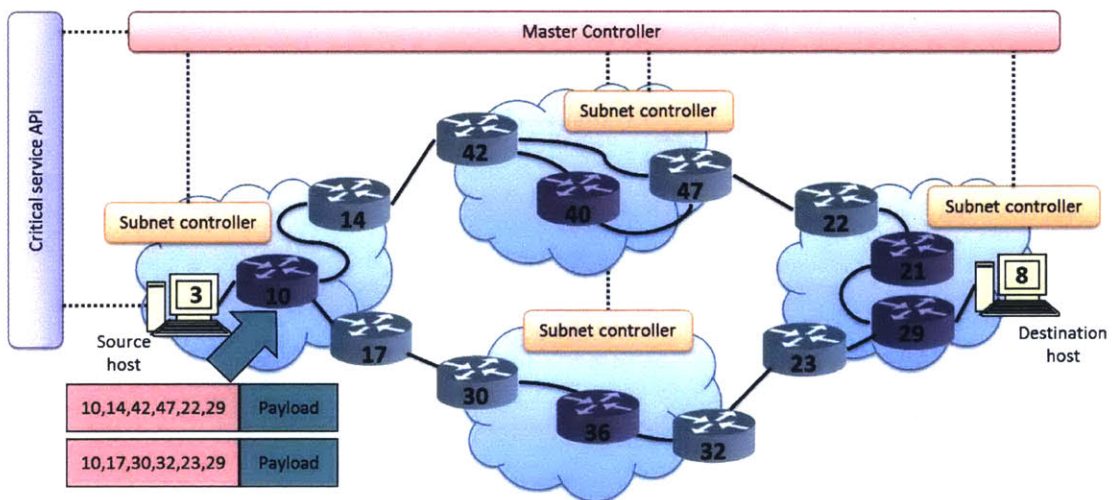 Critical service API
Master Controller
Subnet controller
Subnet controller
Subnet controller
Subnet controller
42
47
40
14
22
21
3
10
8
29
Source
host
17
30
36
32
23
Destination
host
10,14,42,47,22,29 Payload
10,17,30,32,23,29 Payload